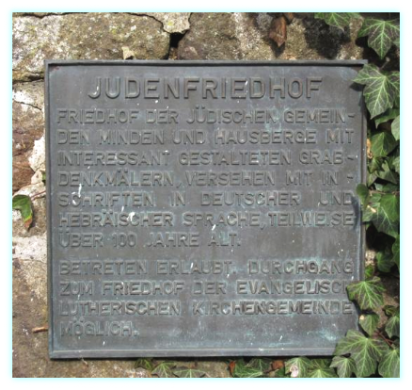 JUDENFRIEDHOF
FRIEDHOF DER JÜDISCHEN GEMEIN-
DEN MINDEN UND HAUSBERGE MIT
INTERESSANT GESTALTETEN GRAB-
DENKMÄLERN, VERSEHEN MIT IN-
SCHRIFTEN IN DEUTSCHER UND
HEBRÄISCHER SPRACHE, TEILWEISE
ÜBER 100 JAHRE ALT.
BETRETEN ERLAUBT. DURCHGANG
ZUM FRIEDHOF DER EVANGELISCH
LUTHERISCHEN KIRCHENGEMEINDE
MÖGLICH.